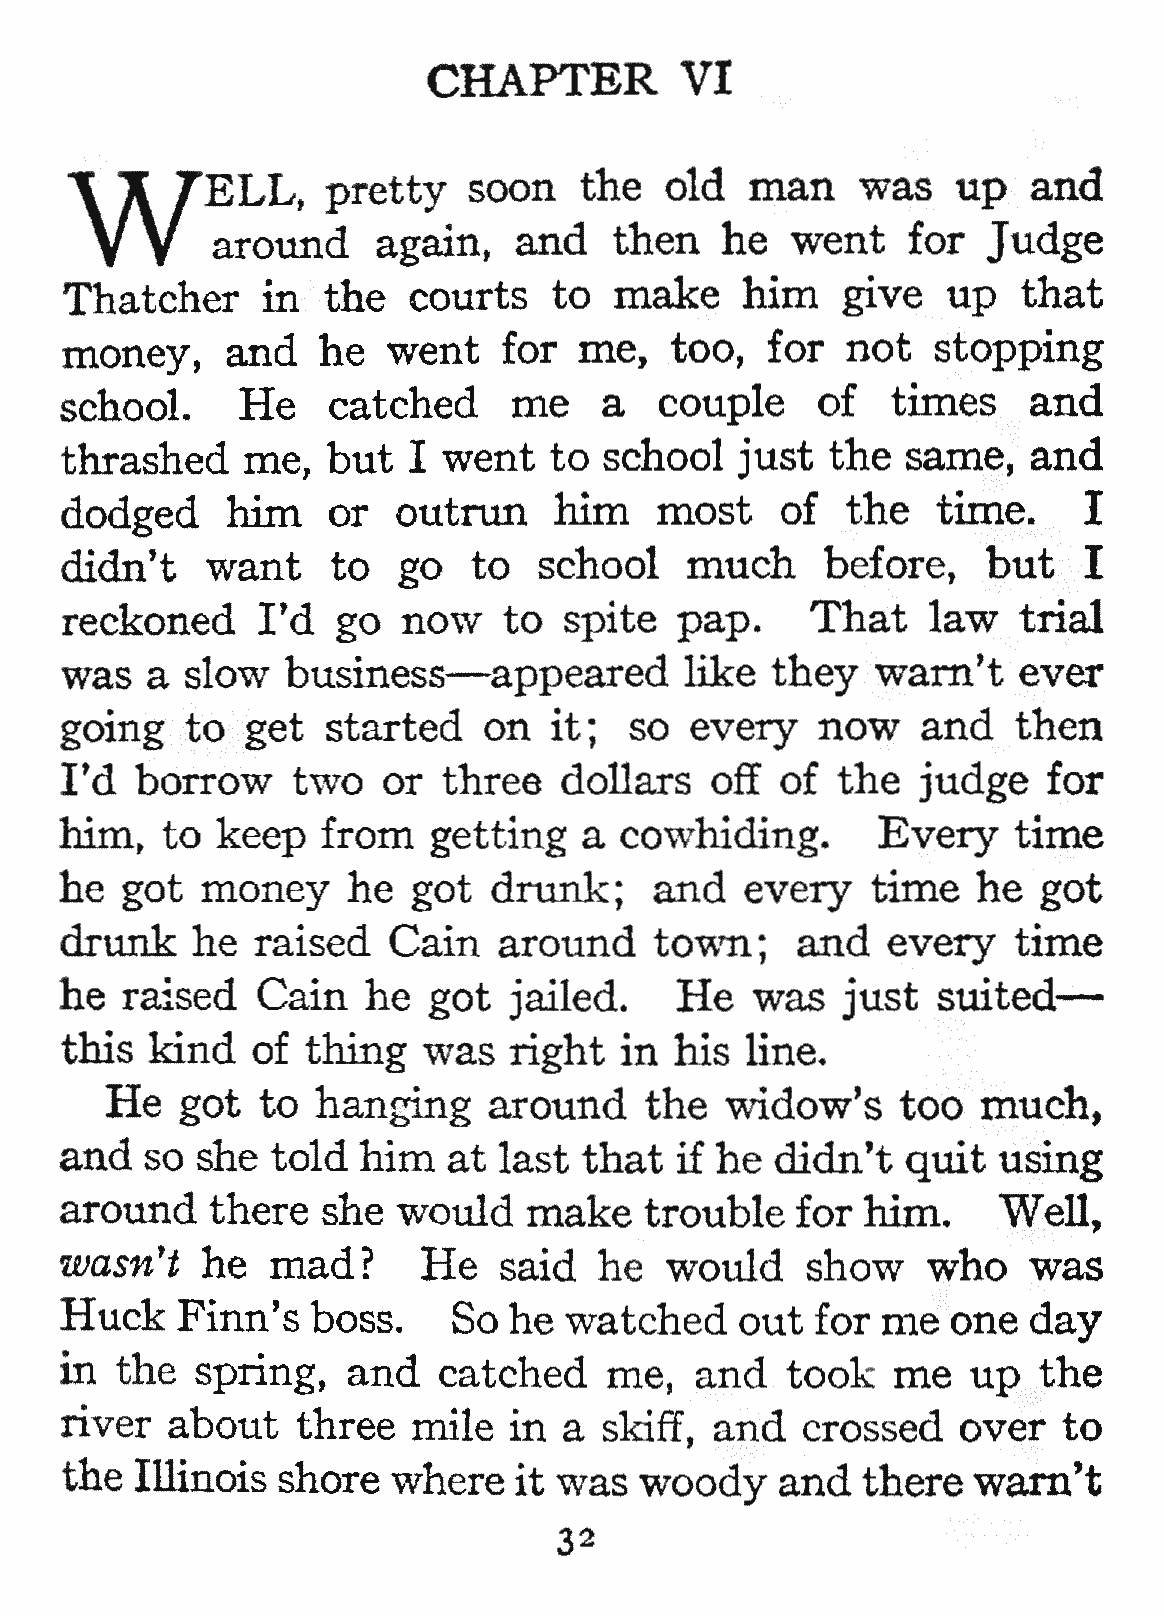 CHAPTER VI
WELL, pretty soon the old man was up and
around again, and then he went for Judge
Thatcher in the courts to make him give up that
money, and he went for me, too, for not stopping
school. He catched me a couple of times and
thrashed me, but I went to school just the same, and
dodged him or outrun him most of the time. I
didn't want to go to school much before, but I
reckoned I'd go now to spite pap. That law trial
was a slow business—appeared like they warn't ever
going to get started on it; so every now and then
I'd borrow two or three dollars off of the judge for
him, to keep from getting a cowhiding. Every time
he got money he got drunk; and every time he got
drunk he raised Cain around town; and every time
he raised Cain he got jailed. He was just suited—
this kind of thing was right in his line.
He got to hanging around the widow's too much,
and so she told him at last that if he didn't quit using
around there she would make trouble for him. Well,
wasn't he mad? He said he would show who was
Huck Finn's boss. So he watched out for me one day
in the spring, and catched me, and took me up the
river about three mile in a skiff, and crossed over to
the Illinois shore where it was woody and there warn't
32